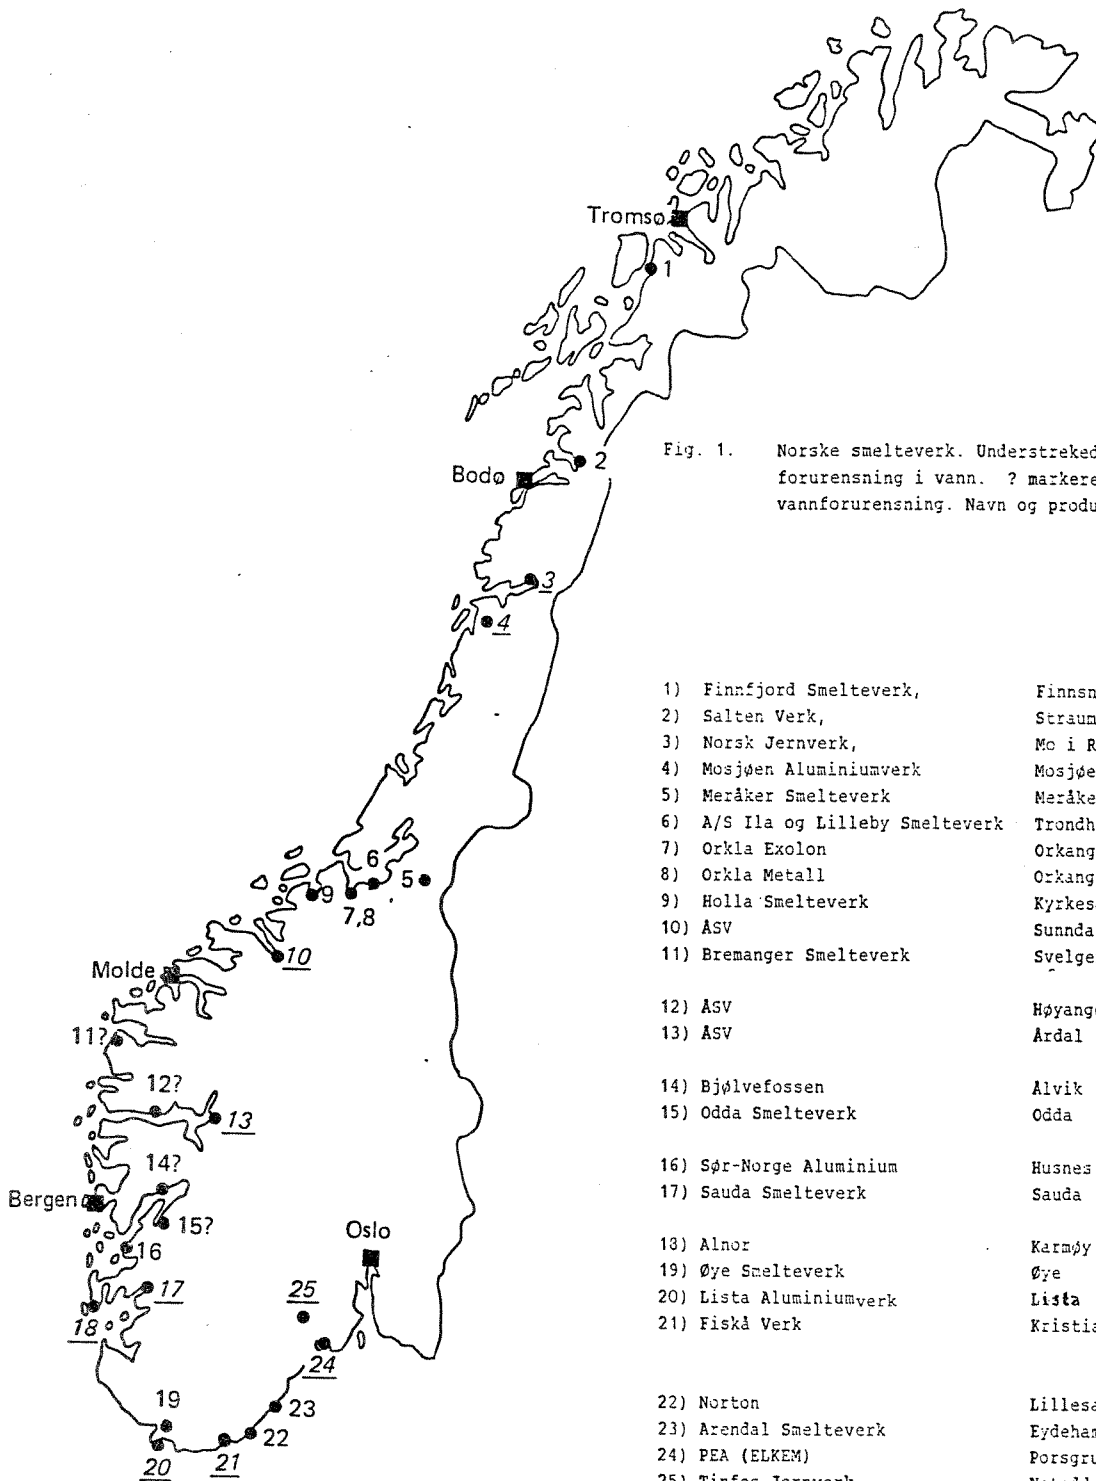 Tromsø
1
Bodø
2
3
4
Fig. 1. Norske smelteverk. Understreked
forurensning i vann. ? markere
vannforurensning. Navn og produ
6
5
9
7,8
10
Molde
11?
12?
13
14?
Bergen
15?
16
Oslo
17
18
25
24
19
23
22
20
21
1) Finnfjord Smelteverk, Finnsn
2) Salten Verk, Straum
3) Norsk Jernverk, Mo i R
4) Mosjøen Aluminiumverk Mosjøe
5) Meråker Smelteverk Meråke
6) A/S Ila og Lilleby Smelteverk Trondh
7) Orkla Exolon Orkang
8) Orkla Metall Orkang
9) Holla Smelteverk Kyrkes
10) ÅSV Sunnda
11) Bremanger Smelteverk Svelge
12) ÅSV Høyang
13) ÅSV Årdal
14) Bjølvefossen Ålvik
15) Odda Smelteverk Odda
16) Sør-Norge Aluminium Husnes
17) Sauda Smelteverk Sauda
18) Alnor Karmøy
19) Øye Smelteverk Øye
20) Lista Aluminiumverk Lista
21) Fiskå Verk Kristia
22) Norton Lillesa
23) Arendal Smelteverk Eydeham
24) PEA (ELKEM) Porsgru
25) Tinfos Jernverk